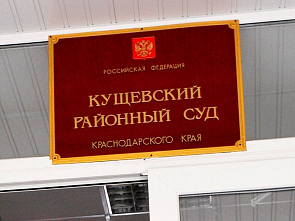 РОССИЙСКАЯ ФЕДЕРАЦИЯ
КУЩЕВСКИЙ
РАЙОННЫЙ СУД
КРАСНОДАРСКОГО КРАЯ